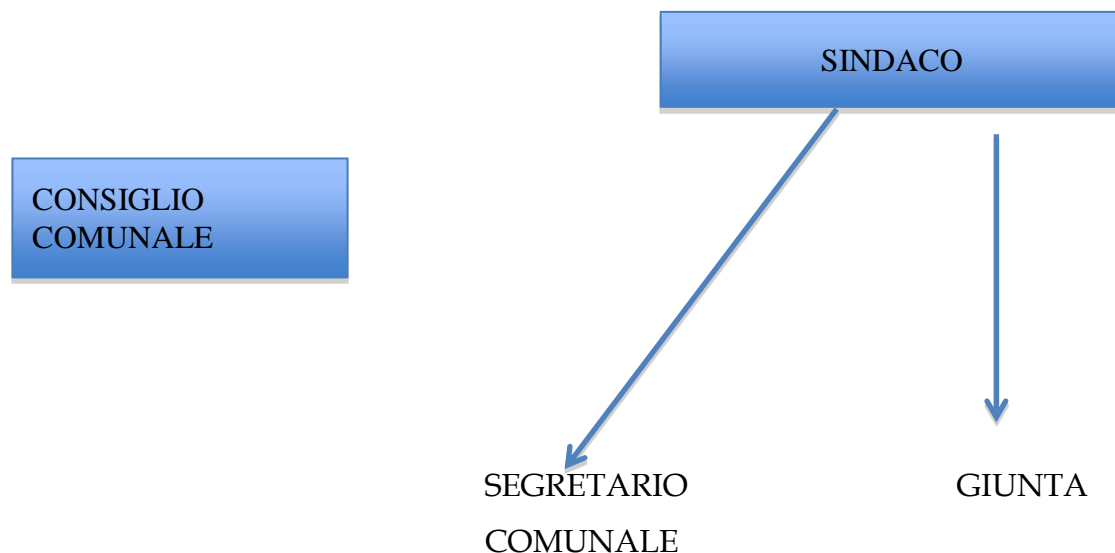 SINDACO
CONSIGLIO
COMUNALE
SEGRETARIO
COMUNALE
GIUNTA